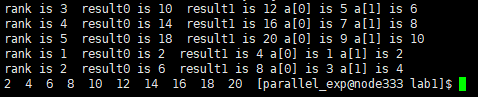 rank is 3  result0 is 10  result1 is 12 a[0] is 5 a[1] is 6
rank is 4  result0 is 14  result1 is 16 a[0] is 7 a[1] is 8
rank is 5  result0 is 18  result1 is 20 a[0] is 9 a[1] is 10
rank is 1  result0 is 2  result1 is 4 a[0] is 1 a[1] is 2
rank is 2  result0 is 6  result1 is 8 a[0] is 3 a[1] is 4
2  4  6  8  10  12  14  16  18  20  [parallel_exp@node333 lab1]$